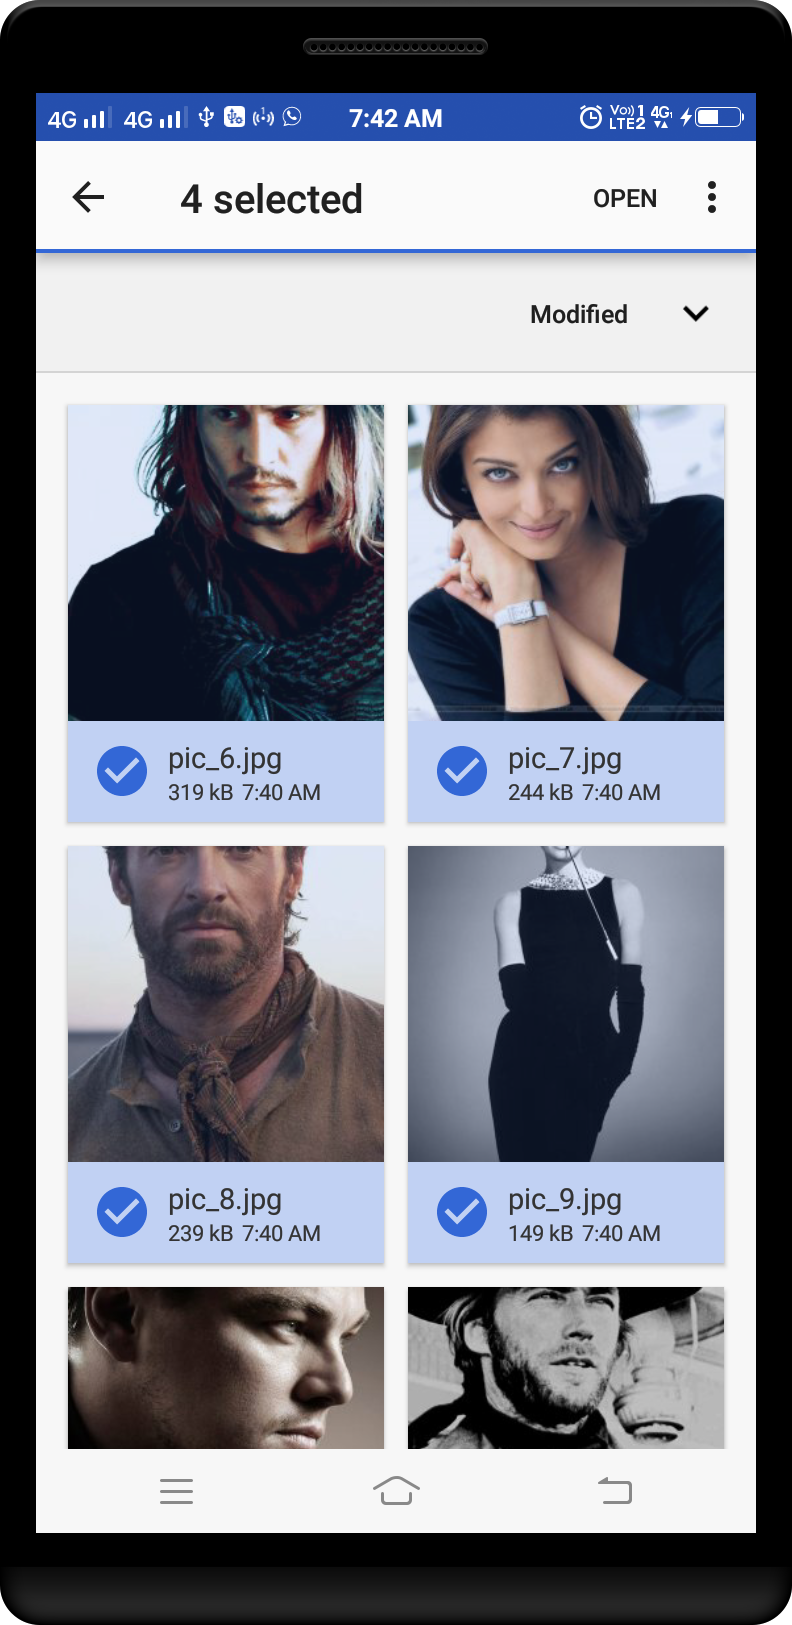 4G 4G 7:42 AM Vo)) 1 LTE2 4G
4 selected OPEN
Modified
pic_6.jpg
319 kB 7:40 AM
pic_7.jpg
244 kB 7:40 AM
pic_8.jpg
239 kB 7:40 AM
pic_9.jpg
149 kB 7:40 AM